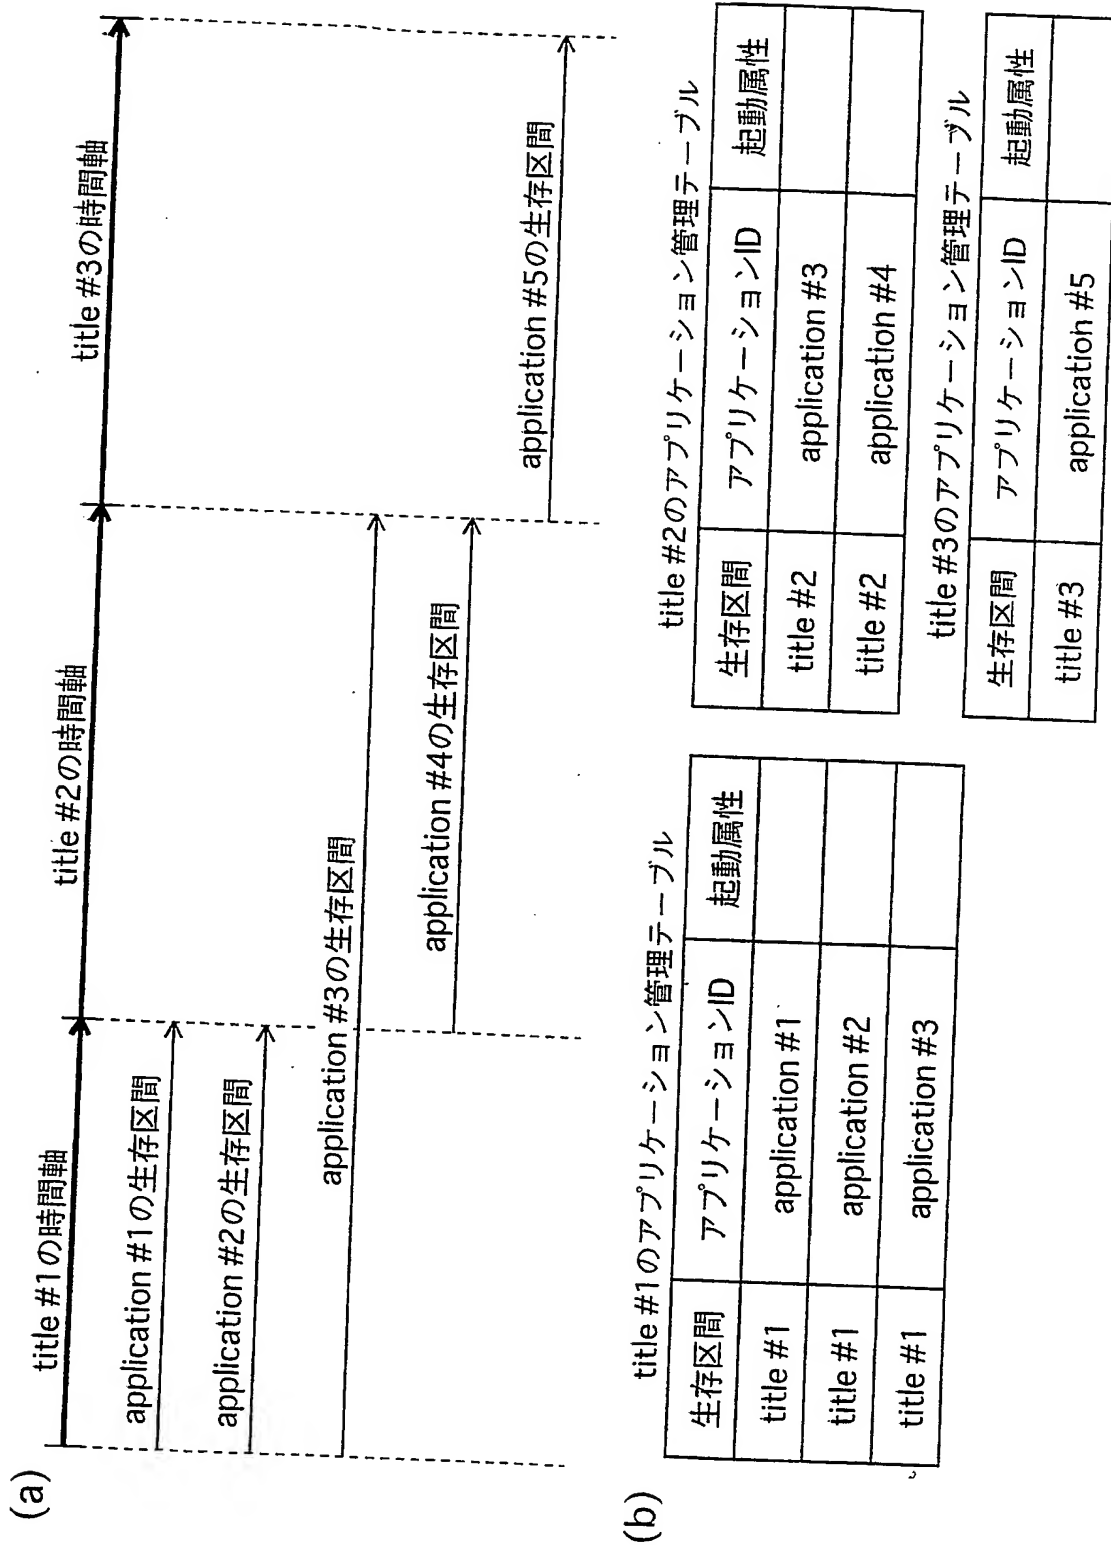 (a)
title #1の時間軸
title #2の時間軸
title #3の時間軸
application #1の生存区間
application #2の生存区間
application #3の生存区間
application #4の生存区間
application #5の生存区間
(b)
title #1のアプリケーション管理テーブル
生存区間 アプリケーションID 起動属性
title #1 application #1
title #1 application #2
title #1 application #3
title #2のアプリケーション管理テーブル
生存区間 アプリケーションID 起動属性
title #2 application #3
title #2 application #4
title #3のアプリケーション管理テーブル
生存区間 アプリケーションID 起動属性
title #3 application #5